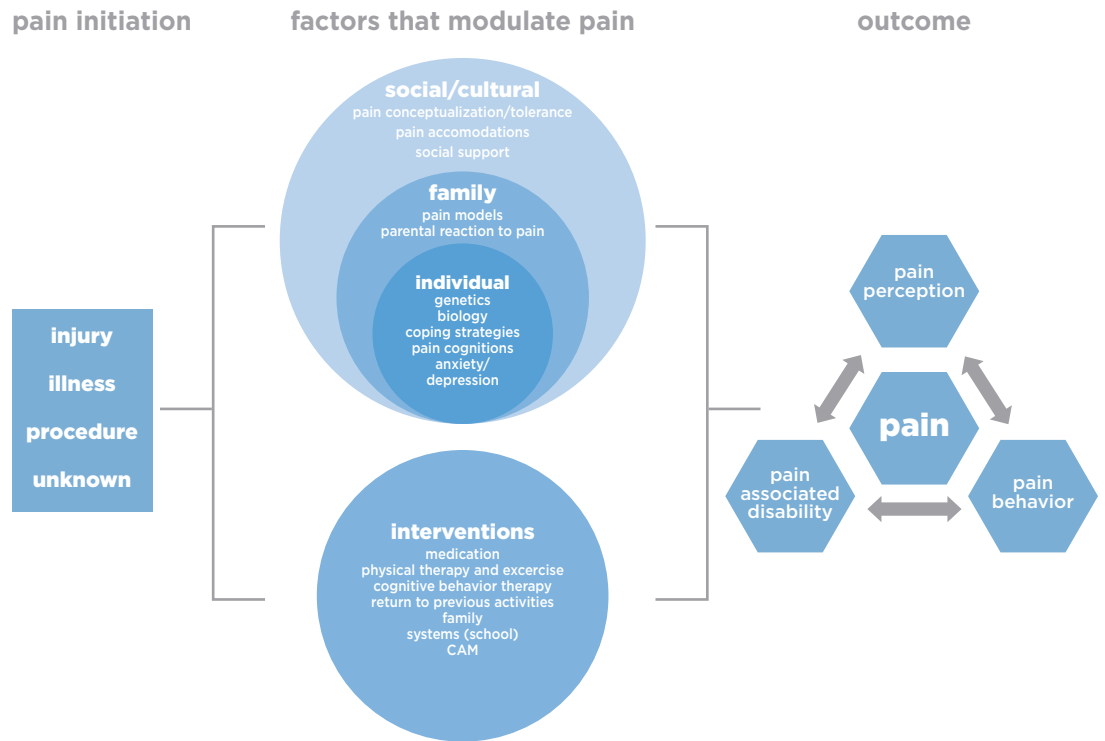 pain initiation
factors that modulate pain
outcome
injury
illness
procedure
unknown
social/cultural
pain conceptualization/tolerance
pain accomodations
social support
family
pain models
parental reaction to pain
individual
genetics
biology
coping strategies
pain cognitions
anxiety/
depression
interventions
medication
physical therapy and excercise
cognitive behavior therapy
return to previous activities
family
systems (school)
CAM
pain
perception
pain
pain
associated
disability
pain
behavior